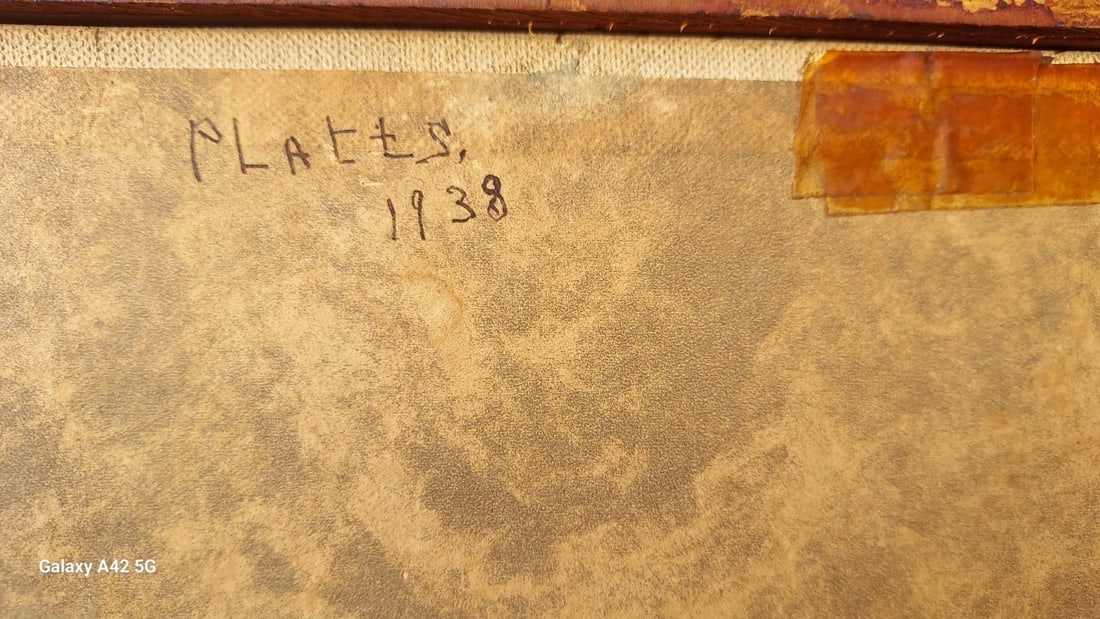 PLAttS.
1938
Galaxy A42 5G